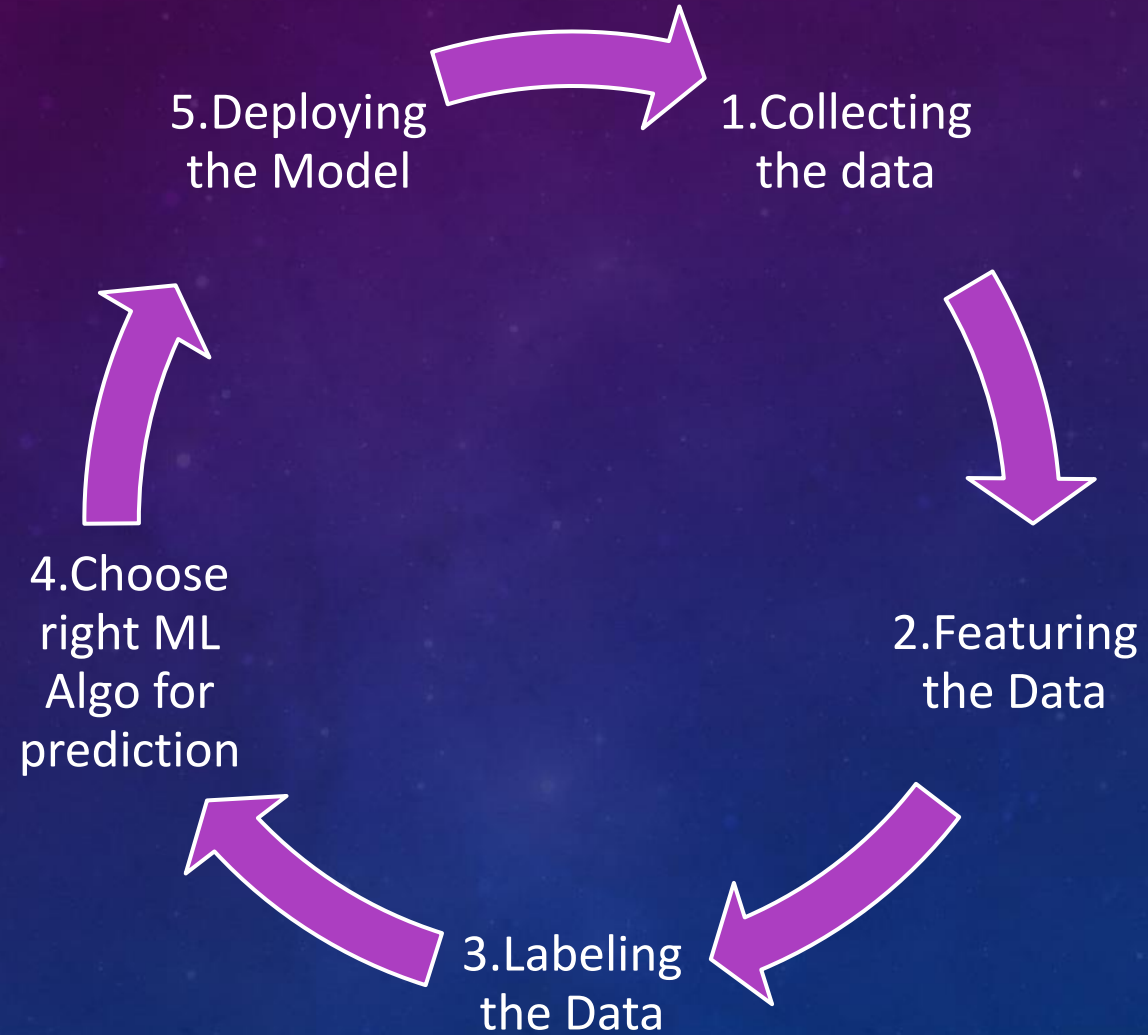 1.Collecting
the data
2.Featuring
the Data
3.Labeling
the Data
4.Choose
right ML
Algo for
prediction
5.Deploying
the Model